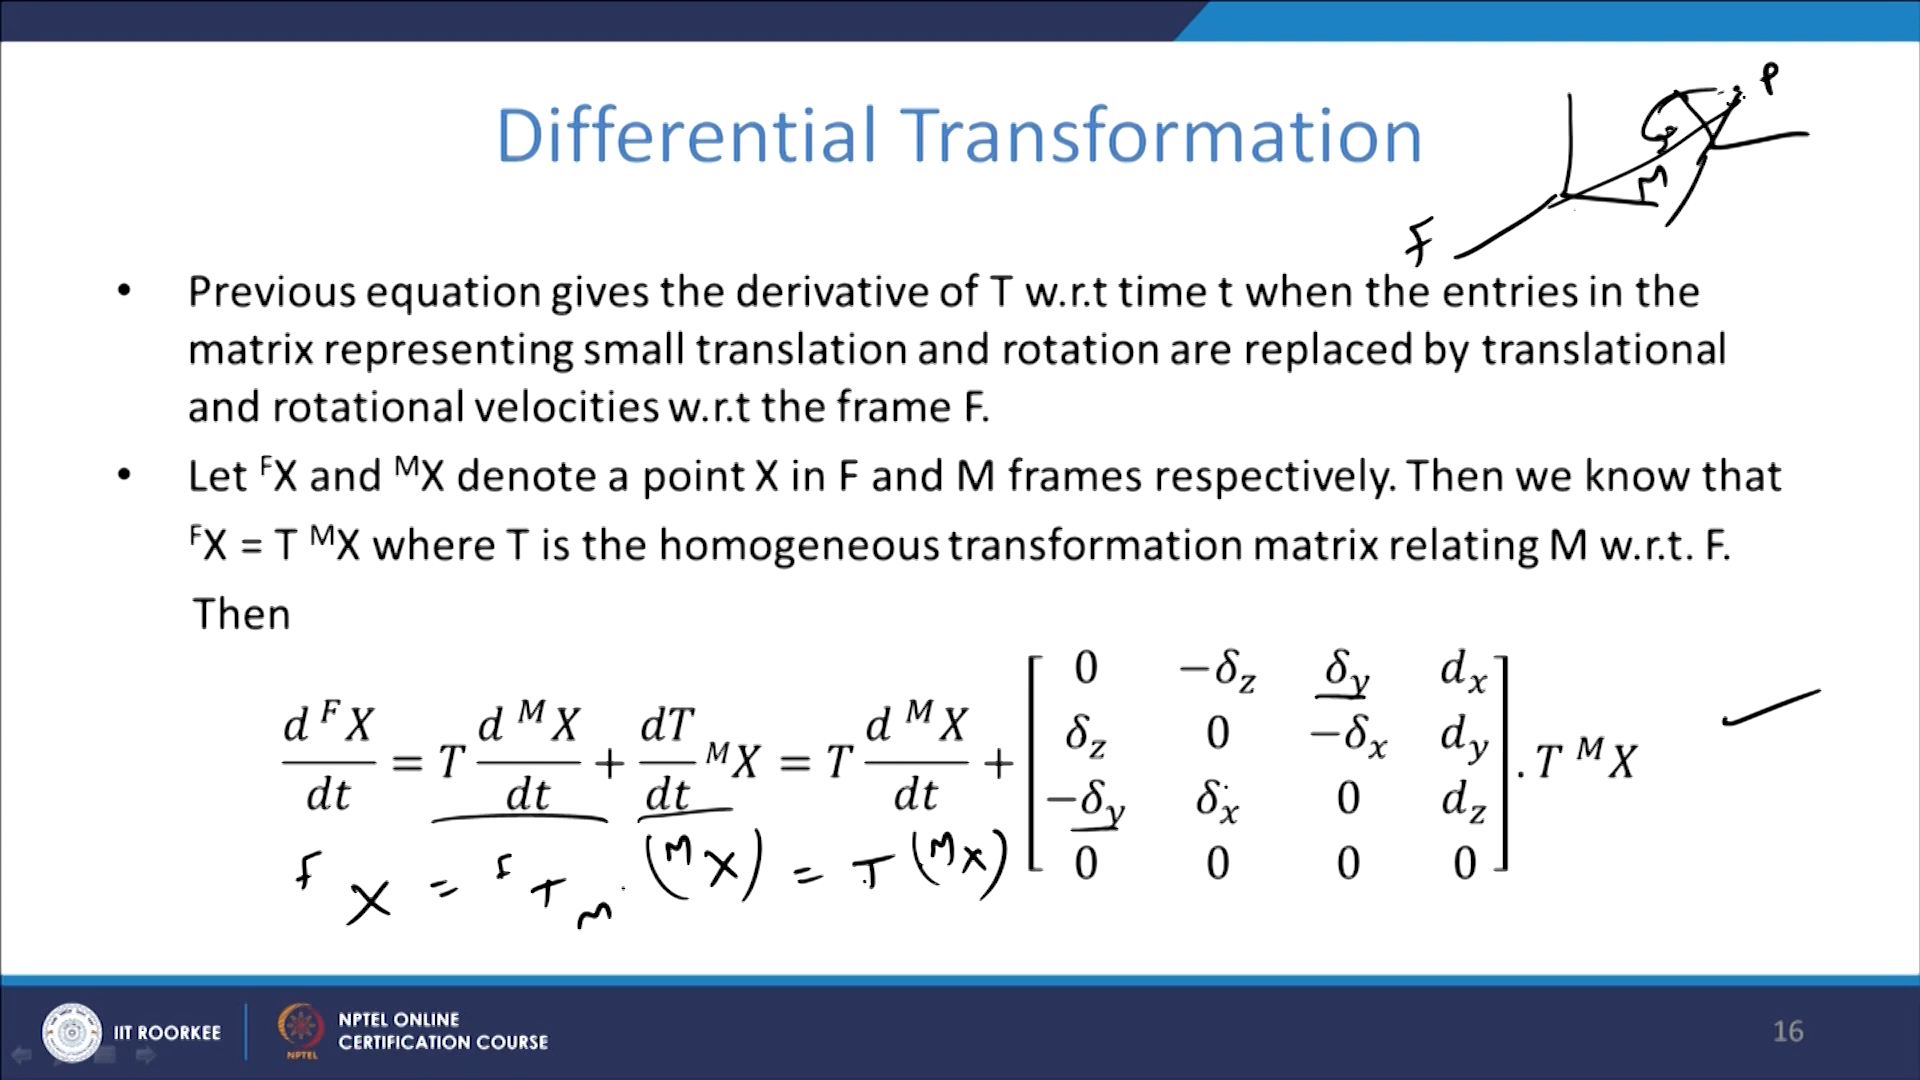 Differential Transformation
P
M
F
• Previous equation gives the derivative of T w.r.t time t when the entries in the
matrix representing small translation and rotation are replaced by translational
and rotational velocities w.r.t the frame F.
• Let ᶠX and ᴹX denote a point X in F and M frames respectively. Then we know that
ᶠX = T ᴹX where T is the homogeneous transformation matrix relating M w.r.t. F.
Then
d ᶠX/dt = T d ᴹX/dt + dT/dt ᴹX = T d ᴹX/dt + [0 −δz δy dx; δz 0 −δx dy; −δy δx 0 dz; 0 0 0 0] . T ᴹX
F X = F T M (M X) = T (M X)
IIT ROORKEE
NPTEL
NPTEL ONLINE
CERTIFICATION COURSE
16